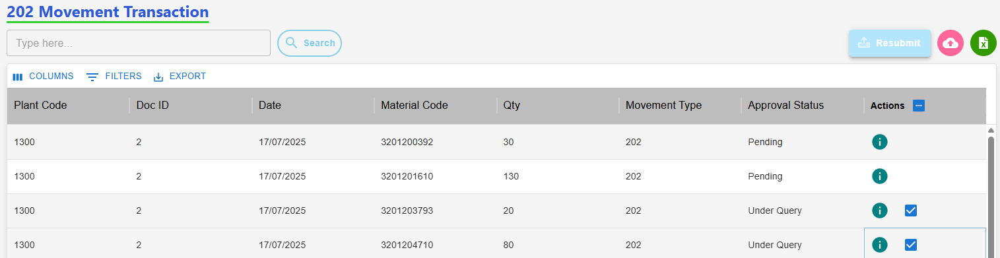 202 Movement Transaction
Type here...
Search
Resubmit
COLUMNS FILTERS EXPORT
Plant Code Doc ID Date Material Code Qty Movement Type Approval Status Actions
1300 2 17/07/2025 3201200392 30 202 Pending
1300 2 17/07/2025 3201201610 130 202 Pending
1300 2 17/07/2025 3201203793 20 202 Under Query
1300 2 17/07/2025 3201204710 80 202 Under Query